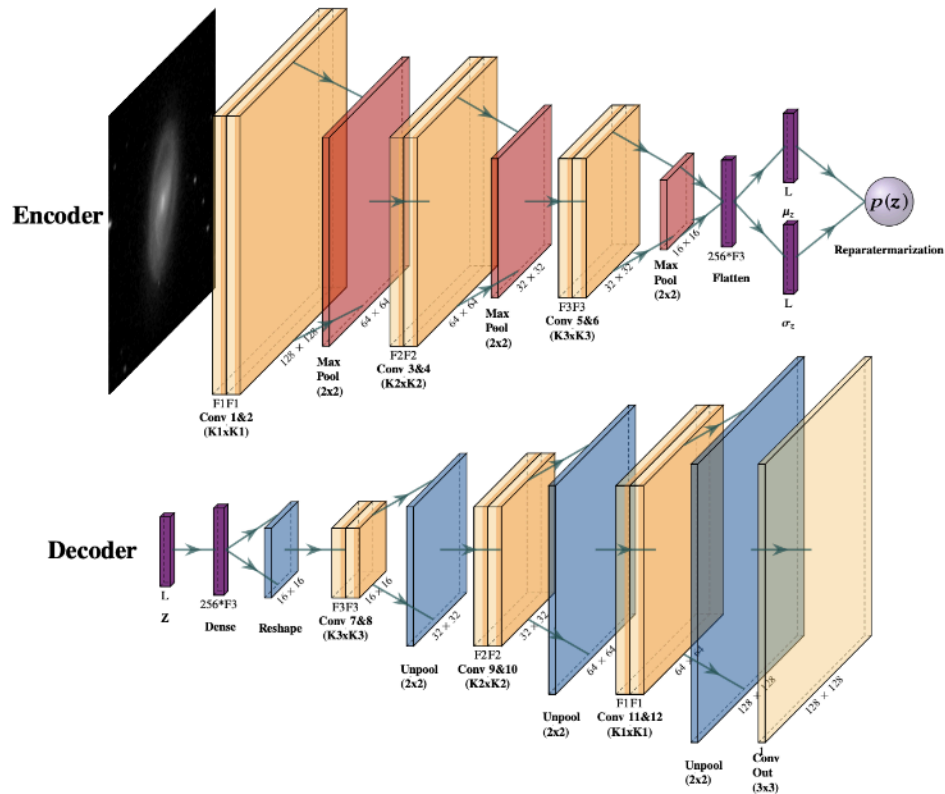 Encoder
F1F1
Conv 1&2
(K1xK1)
128 × 128
Max
Pool
(2x2)
64 × 64
F2F2
Conv 3&4
(K2xK2)
64 × 64
Max
Pool
(2x2)
32 × 32
F3F3
Conv 5&6
(K3xK3)
32 × 32
Max
Pool
(2x2)
16 × 16
256*F3
Flatten
L
μz
L
σz
p(z)
Reparatermarization
Decoder
L
Z
256*F3
Dense
Reshape
16 × 16
F3F3
Conv 7&8
(K3xK3)
16 × 16
Unpool
(2x2)
32 × 32
F2F2
Conv 9&10
(K2xK2)
32 × 32
Unpool
(2x2)
64 × 64
F1F1
Conv 11&12
(K1xK1)
64 × 64
Unpool
(2x2)
128 × 128
1
Conv
Out
(3x3)
128 × 128